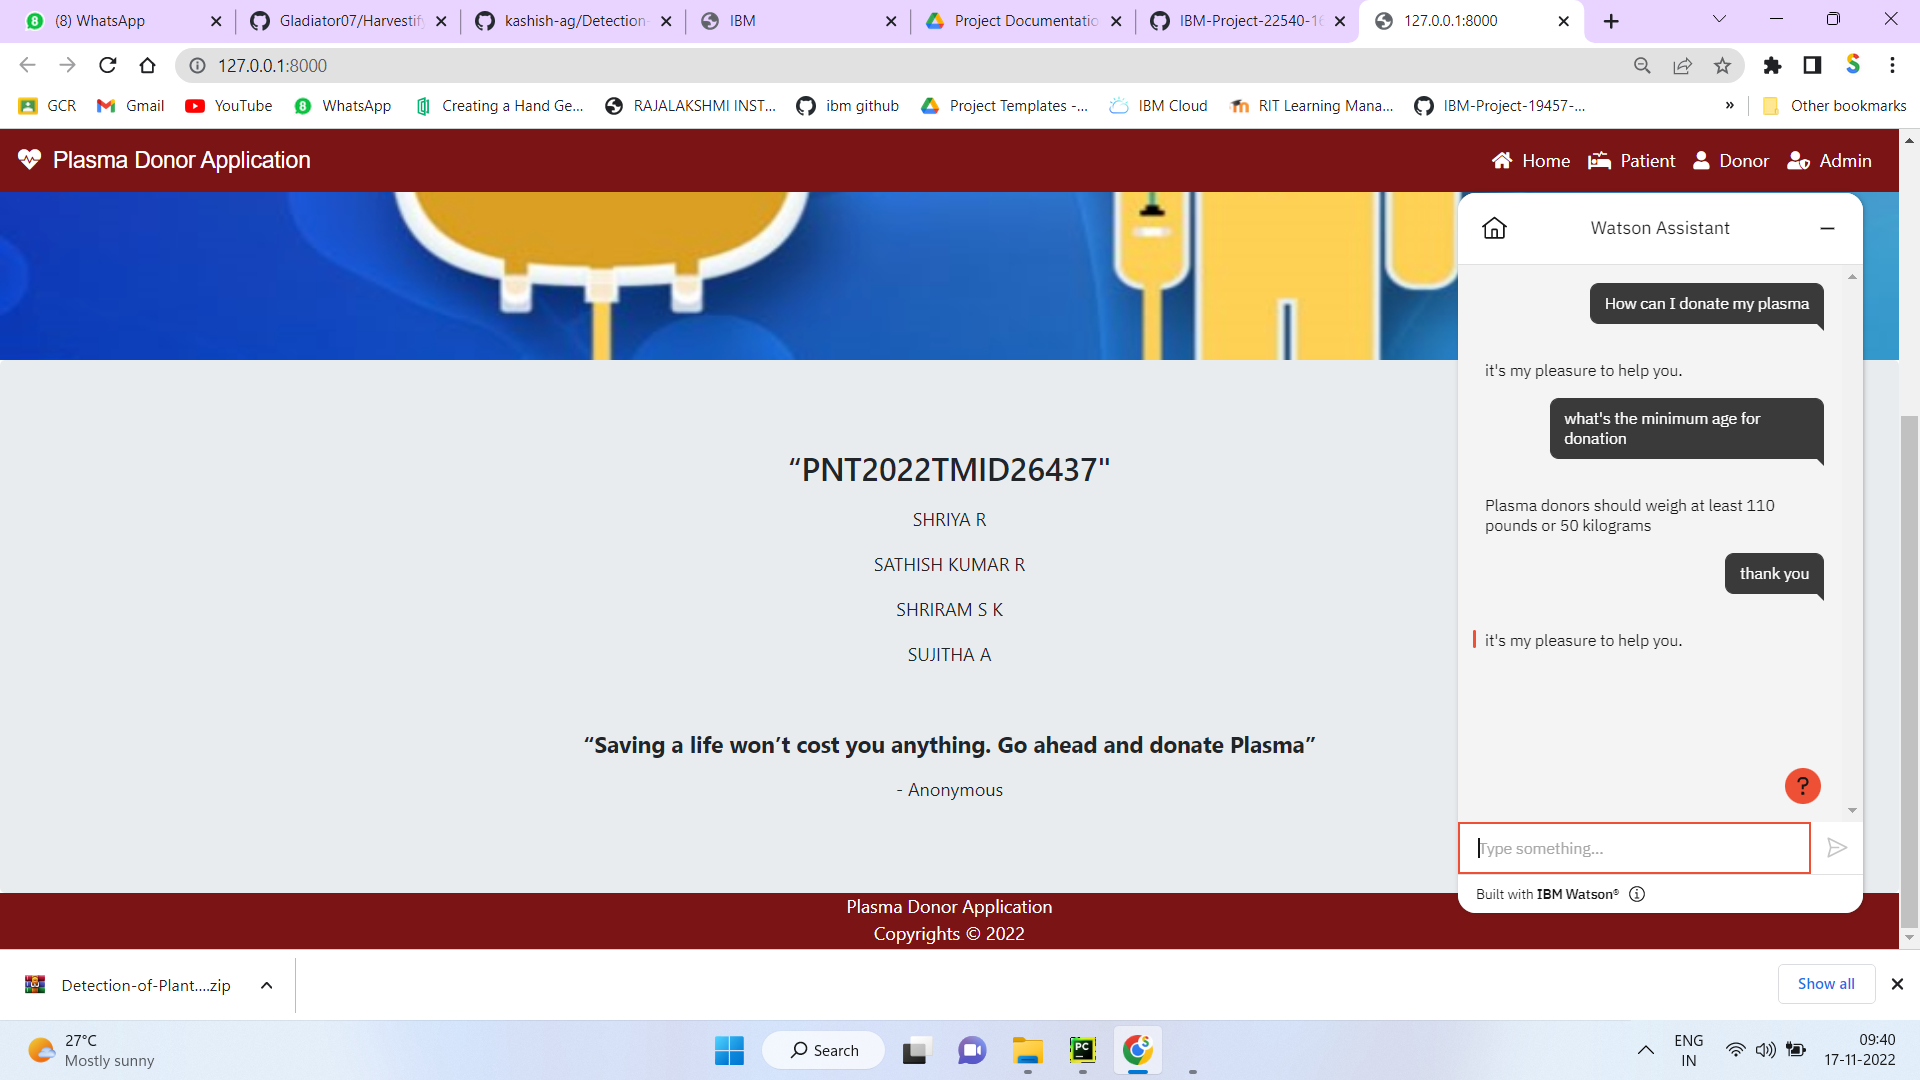 (8) WhatsApp
Gladiator07/Harvestify
kashish-ag/Detection-
IBM
Project Documentatio
IBM-Project-22540-16
127.0.0.1:8000
127.0.0.1:8000
GCR
Gmail
YouTube
WhatsApp
Creating a Hand Ge...
RAJALAKSHMI INST...
ibm github
Project Templates -...
IBM Cloud
RIT Learning Mana...
IBM-Project-19457-...
»
Other bookmarks
Plasma Donor Application
Home
Patient
Donor
Admin
Watson Assistant
How can I donate my plasma
it's my pleasure to help you.
what's the minimum age for
donation
Plasma donors should weigh at least 110
pounds or 50 kilograms
thank you
it's my pleasure to help you.
?
Type something...
Built with IBM Watson®
“PNT2022TMID26437"
SHRIYA R
SATHISH KUMAR R
SHRIRAM S K
SUJITHA A
“Saving a life won’t cost you anything. Go ahead and donate Plasma”
- Anonymous
Plasma Donor Application
Copyrights © 2022
Detection-of-Plant....zip
Show all
27°C
Mostly sunny
Search
PC
ENG
IN
09:40
17-11-2022